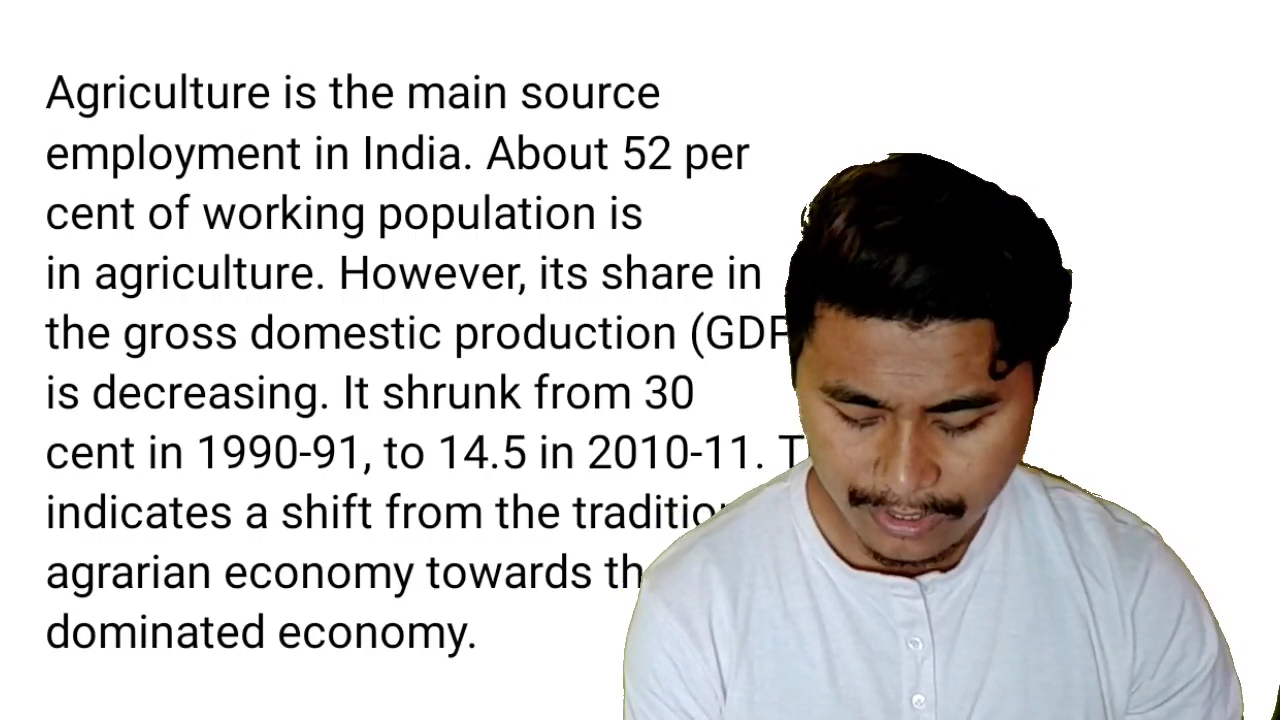 Agriculture is the main source
employment in India. About 52 per
cent of working population is
in agriculture. However, its share in
the gross domestic production (GDP
is decreasing. It shrunk from 30
cent in 1990-91, to 14.5 in 2010-11.
indicates a shift from the
agrarian economy towards
dominated economy.